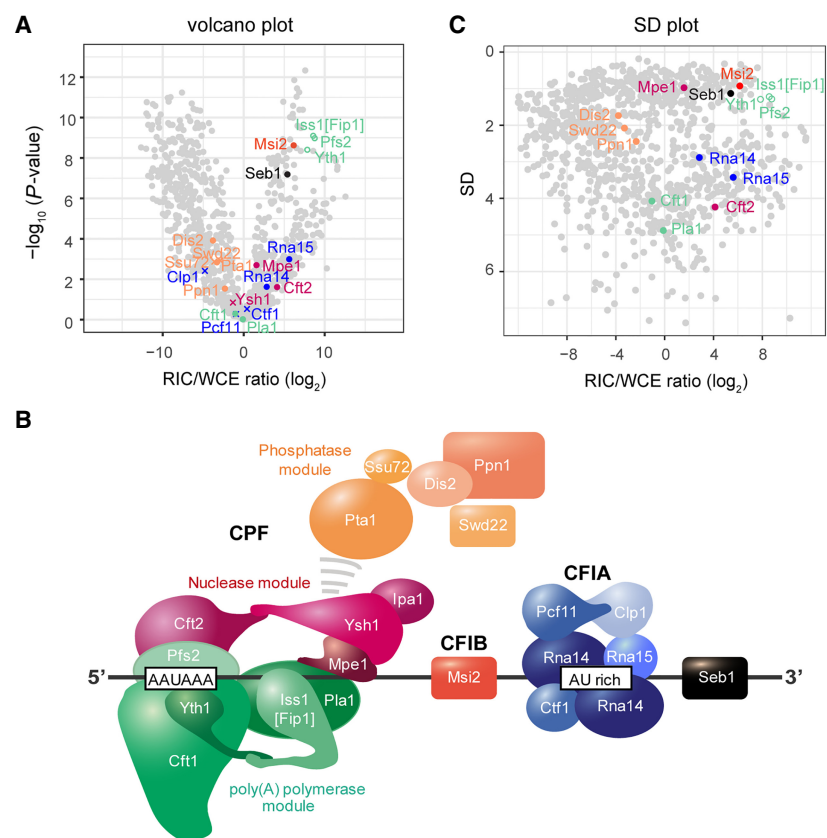 A
volcano plot
−log10 (P-value)
12
10
8
6
4
2
0
−10
0
10
RIC/WCE ratio (log2)
Iss1[Fip1]
Msi2
Pfs2
Yth1
Seb1
Dis2
Rna15
Swd22
Ssu72
Pta1
Mpe1
Clp1
Rna14
Ppn1
Cft2
Ysh1
Cft1
Ctf1
Pcf11
Pla1
C
SD plot
SD
0
2
4
6
−8
-4
0
4
8
RIC/WCE ratio (log2)
Msi2
Mpe1
Iss1[Fip1]
Seb1
Yth1
Pfs2
Dis2
Swd22
Ppn1
Rna14
Rna15
Cft1
Cft2
Pla1
B
Phosphatase
module
Ssu72
Ppn1
Dis2
Pta1
Swd22
CPF
Nuclease module
CFIA
Ipa1
Cft2
Ysh1
Pcf11
Clp1
CFIB
Pfs2
Mpe1
Rna14
Rna15
5’
AAUAAA
Msi2
AU rich
Seb1
3’
Yth1
Iss1
[Fip1]
Pla1
Ctf1
Rna14
Cft1
poly(A) polymerase
module